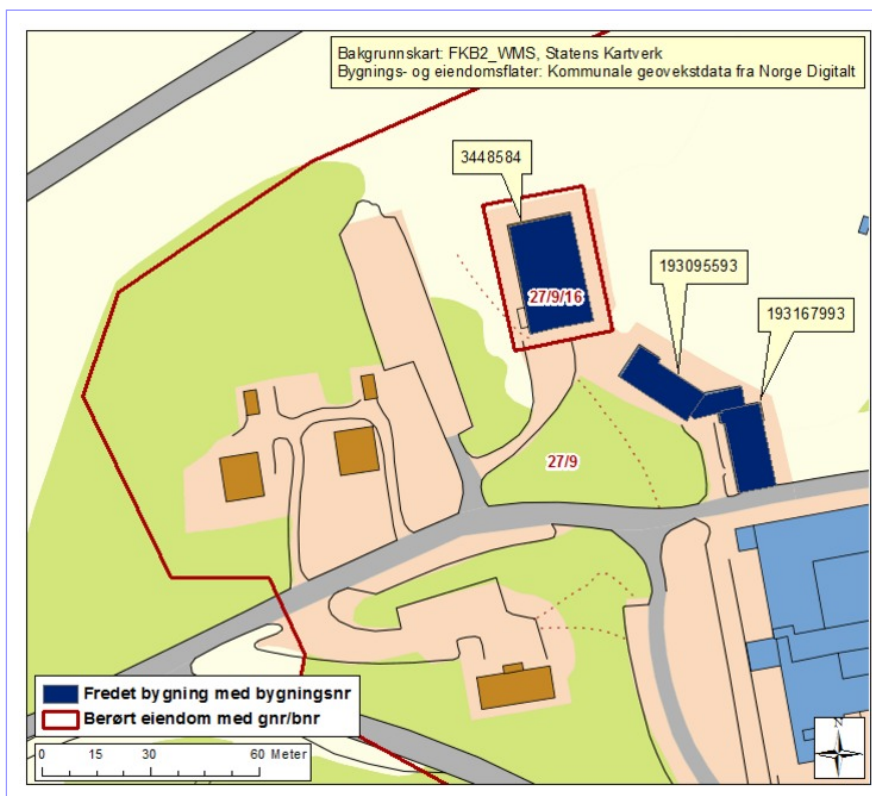 Bakgrunnskart: FKB2_WMS, Statens Kartverk
Bygnings- og eiendomsflater: Kommunale geovekstdata fra Norge Digitalt
3448584
193095593
27/9/16
193167993
27/9
Fredet bygning med bygningsnr
Berørt eiendom med gnr/bnr
0 15 30 60 Meter
N